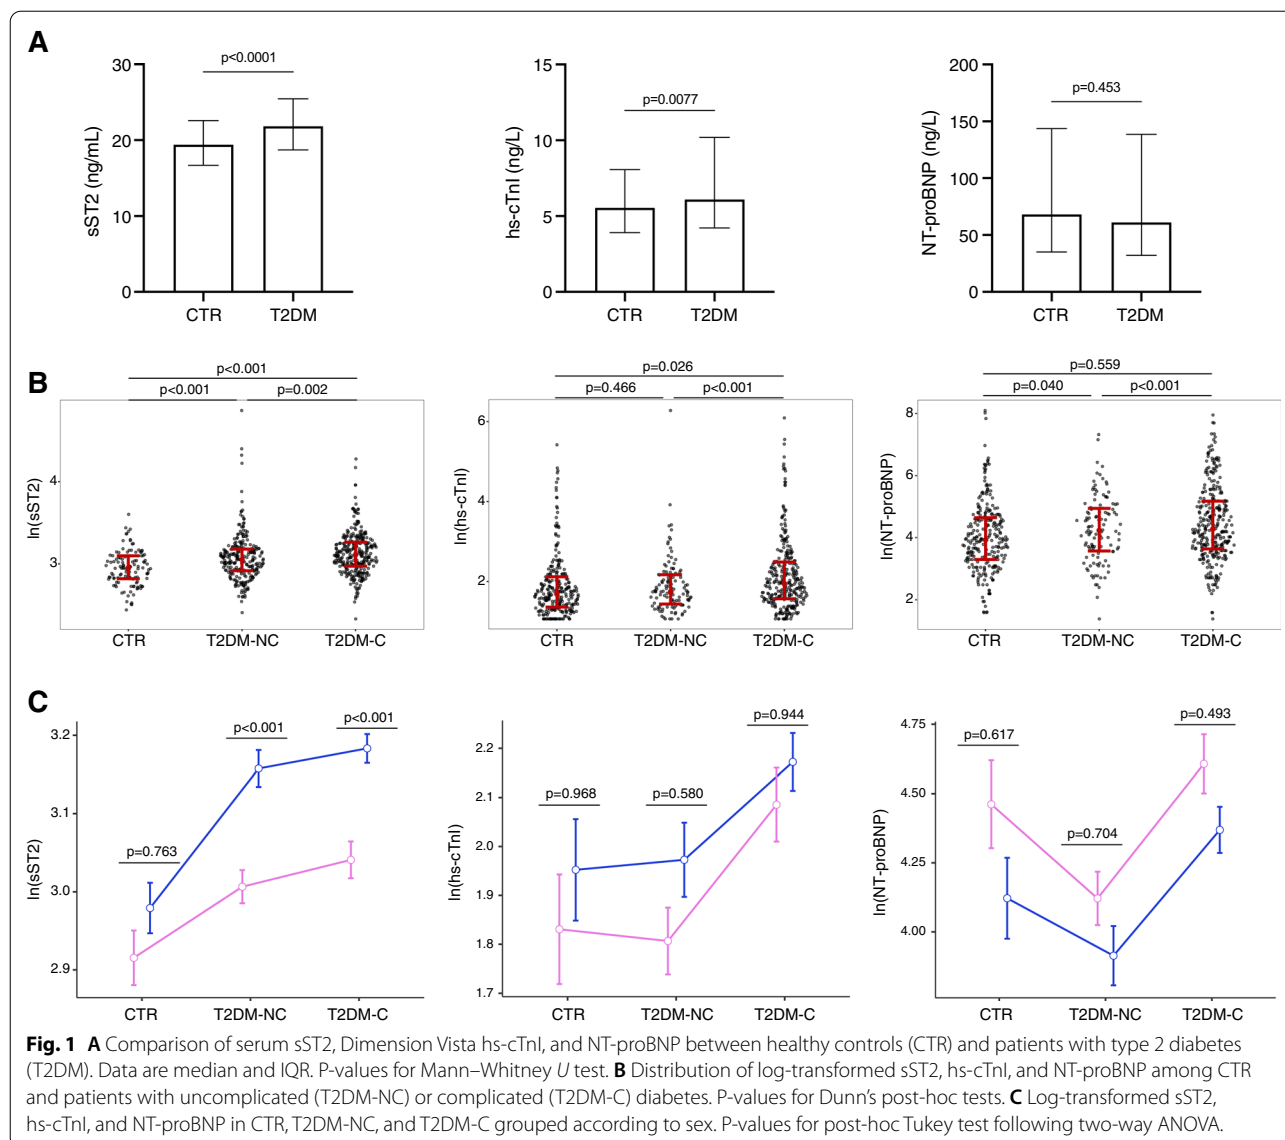 A
sST2 (ng/mL)
30
20
10
0
p<0.0001
CTR
T2DM
hs-cTnI (ng/L)
15
10
5
0
p=0.0077
CTR
T2DM
NT-proBNP (ng/L)
200
150
100
50
0
p=0.453
CTR
T2DM
B
p<0.001
p<0.001
p=0.002
ln(sST2)
4
3
CTR
T2DM-NC
T2DM-C
p=0.026
p=0.466
p<0.001
ln(hs-cTnI)
6
4
2
CTR
T2DM-NC
T2DM-C
p=0.559
p=0.040
p<0.001
ln(NT-proBNP)
8
6
4
2
CTR
T2DM-NC
T2DM-C
C
ln(sST2)
3.2
3.1
3.0
2.9
p=0.763
p<0.001
p<0.001
CTR
T2DM-NC
T2DM-C
ln(hs-cTnI)
2.2
2.1
2.0
1.9
1.8
1.7
p=0.968
p=0.580
p=0.944
CTR
T2DM-NC
T2DM-C
ln(NT-proBNP)
4.75
4.50
4.25
4.00
p=0.617
p=0.704
p=0.493
CTR
T2DM-NC
T2DM-C
Fig. 1 A Comparison of serum sST2, Dimension Vista hs-cTnI, and NT-proBNP between healthy controls (CTR) and patients with type 2 diabetes
(T2DM). Data are median and IQR. P-values for Mann–Whitney U test. B Distribution of log-transformed sST2, hs-cTnI, and NT-proBNP among CTR
and patients with uncomplicated (T2DM-NC) or complicated (T2DM-C) diabetes. P-values for Dunn's post-hoc tests. C Log-transformed sST2,
hs-cTnI, and NT-proBNP in CTR, T2DM-NC, and T2DM-C grouped according to sex. P-values for post-hoc Tukey test following two-way ANOVA.